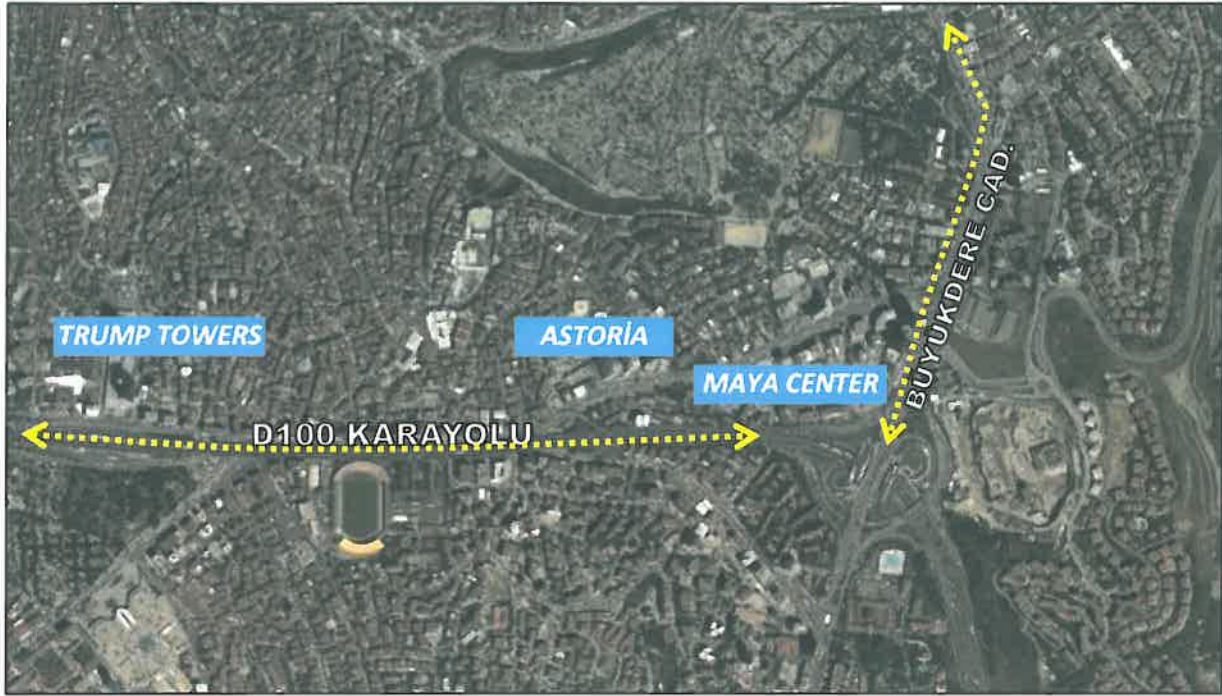 TRUMP TOWERS
ASTORİA
MAYA CENTER
BUYUKDERE CAD.
D100 KARAYOLU